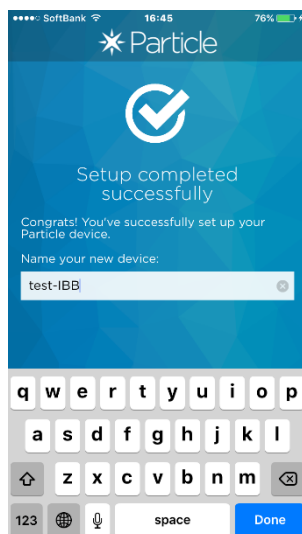 SoftBank 16:45 76%
Particle
Setup completed
successfully
Congrats! You've successfully set up your
Particle device.
Name your new device:
test-IBB
q w e r t y u i o p
a s d f g h j k l
z x c v b n m
123 space Done